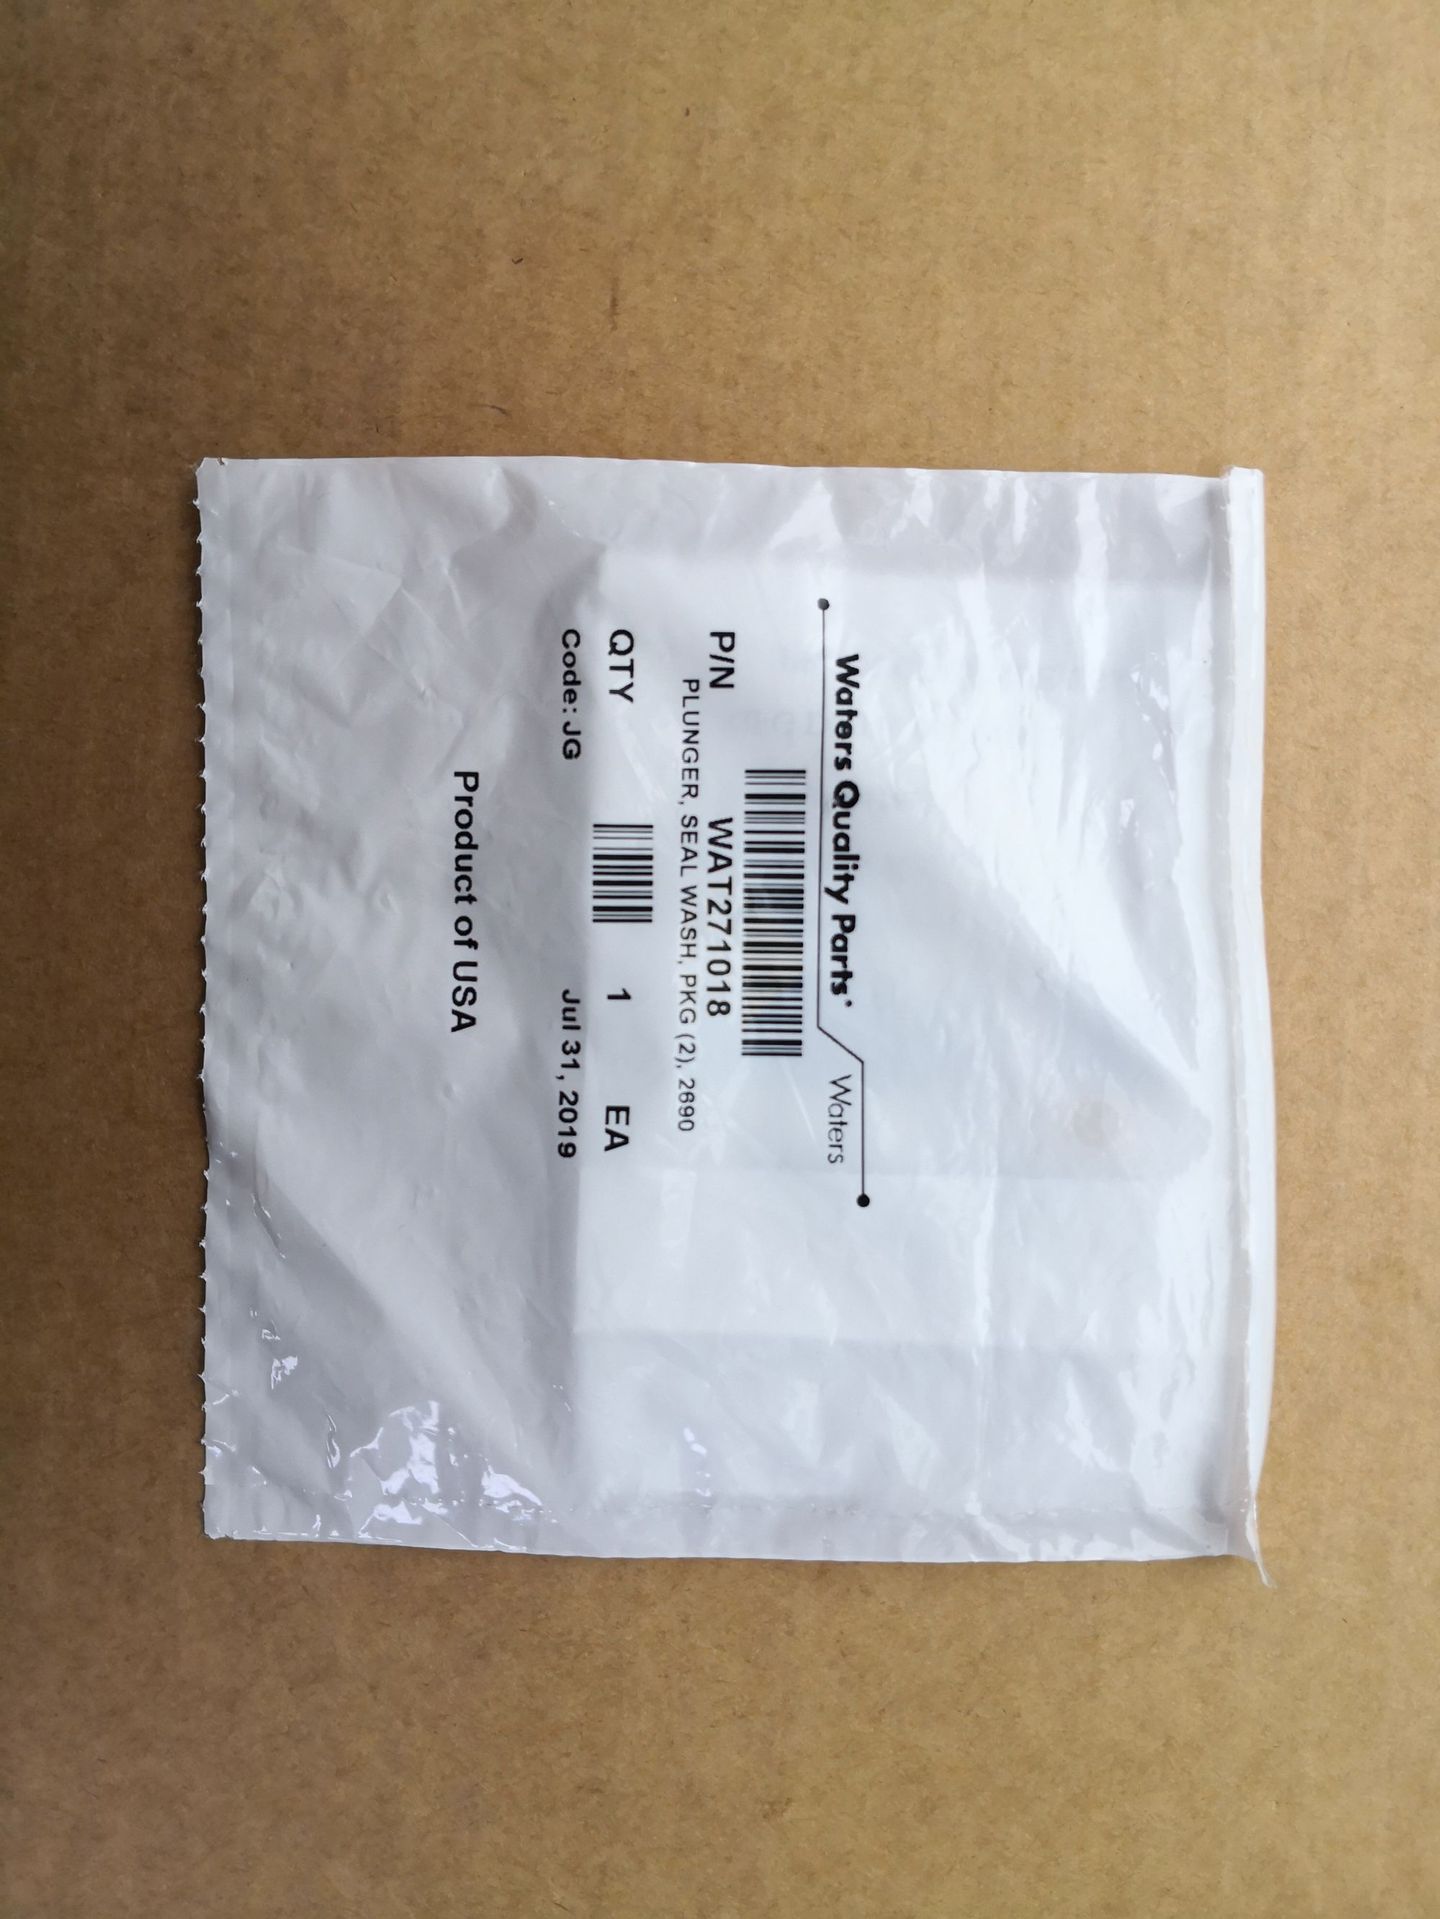 Waters Quality Parts®
Waters
P/N WAT271018
PLUNGER, SEAL WASH, PKG (2), 2690
QTY 1 EA
Code: JG Jul 31, 2019
Product of USA